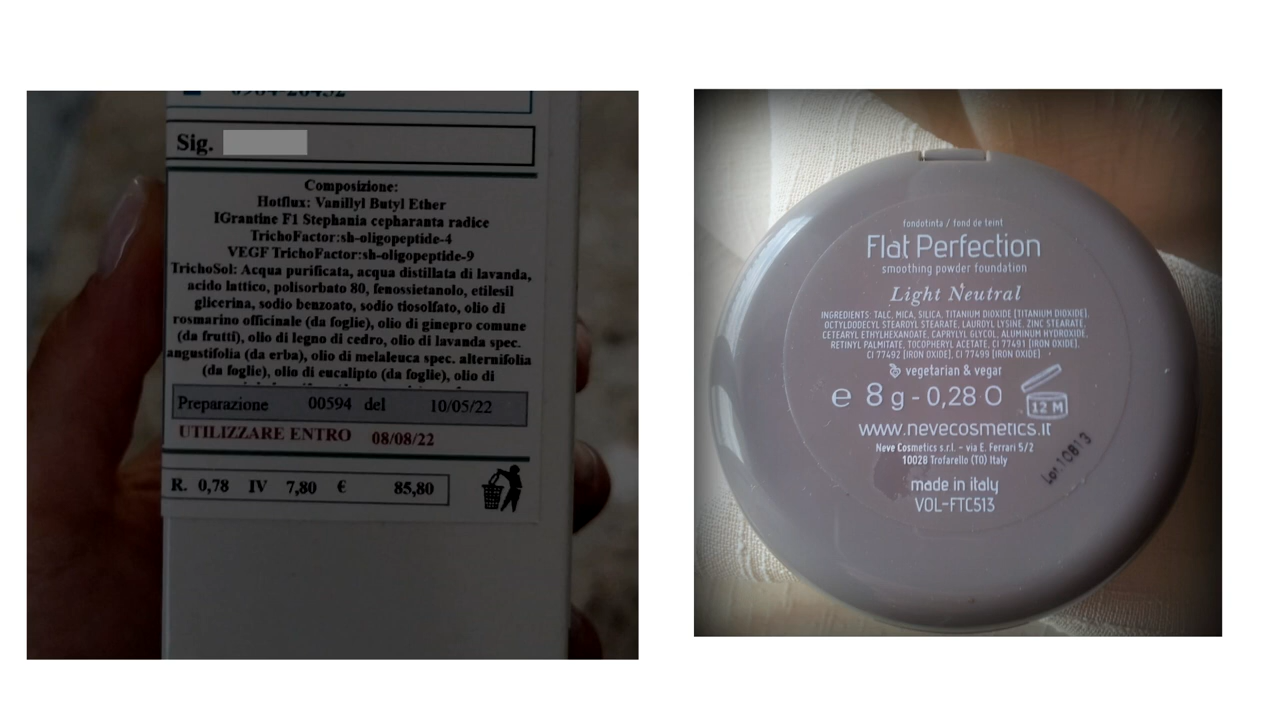 Sig.
Composizione:
Hotflux: Vanillyl Butyl Ether
IGrantine F1 Stephania cepharanta radice
TrichoFactor:sh-oligopeptide-4
VEGF TrichoFactor:sh-oligopeptide-9
TrichoSol: Acqua purificata, acqua distillata di lavanda,
acido lattico, polisorbato 80, fenossietanolo, etilesil
glicerina, sodio benzoato, sodio tiosolfato, olio di
rosmarino officinale (da foglie), olio di ginepro comune
(da frutti), olio di legno di cedro, olio di lavanda spec.
angustifolia (da erba), olio di melaleuca spec. alternifolia
(da foglie), olio di eucalipto (da foglie), olio di
Preparazione 00594 del 10/05/22
UTILIZZARE ENTRO 08/08/22
R. 0,78 IV 7,80 € 85,80
fondotinta / fond de teint
Flat Perfection
smoothing powder foundation
Light Neutral
INGREDIENTS TALC, MICA, SILICA, TITANIUM DIOXIDE [TITANIUM DIOXIDE],
OCTYLDODECYL STEAROYL STEARATE, LAUROYL LYSINE, ZINC STEARATE,
CETEARYL ETHYLHEXANOATE, CAPRYLYL GLYCOL, ALUMINUM HYDROXIDE,
RETINYL PALMITATE, TOCOPHERYL ACETATE, CI 77491 [IRON OXIDE],
CI 77492 [IRON OXIDE], CI 77499 [IRON OXIDE]
vegetarian & vegan
e 8 g - 0,28 O
12 M
www.nevecosmetics.it
Neve Cosmetics s.r.l. - via E. Ferrari 5/2
10028 Trofarello (TO) Italy
Lot.10813
made in italy
VOL-FTC513